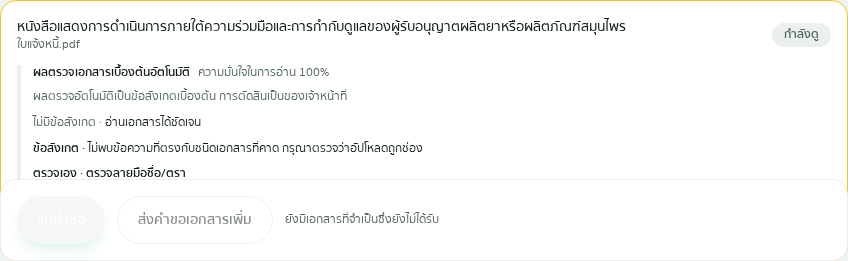 หนังสือแสดงการดำเนินการภายใต้ความร่วมมือและการกำกับดูแลของผู้รับอนุญาตผลิตยาหรือผลิตภัณฑ์สมุนไพร
ใบแจ้งหนี้.pdf
กำลังดู
ผลตรวจเอกสารเบื้องต้นอัตโนมัติ ความมั่นใจในการอ่าน 100%
ผลตรวจอัตโนมัติเป็นข้อสังเกตเบื้องต้น การตัดสินเป็นของเจ้าหน้าที่
ไม่มีข้อสังเกต · อ่านเอกสารได้ชัดเจน
ข้อสังเกต · ไม่พบข้อความที่ตรงกับชนิดเอกสารที่คาด กรุณาตรวจว่าอัปโหลดถูกช่อง
ตรวจเอง · ตรวจลายมือชื่อ/ตรา
รับคำขอ
ส่งคำขอเอกสารเพิ่ม
ยังมีเอกสารที่จำเป็นซึ่งยังไม่ได้รับ